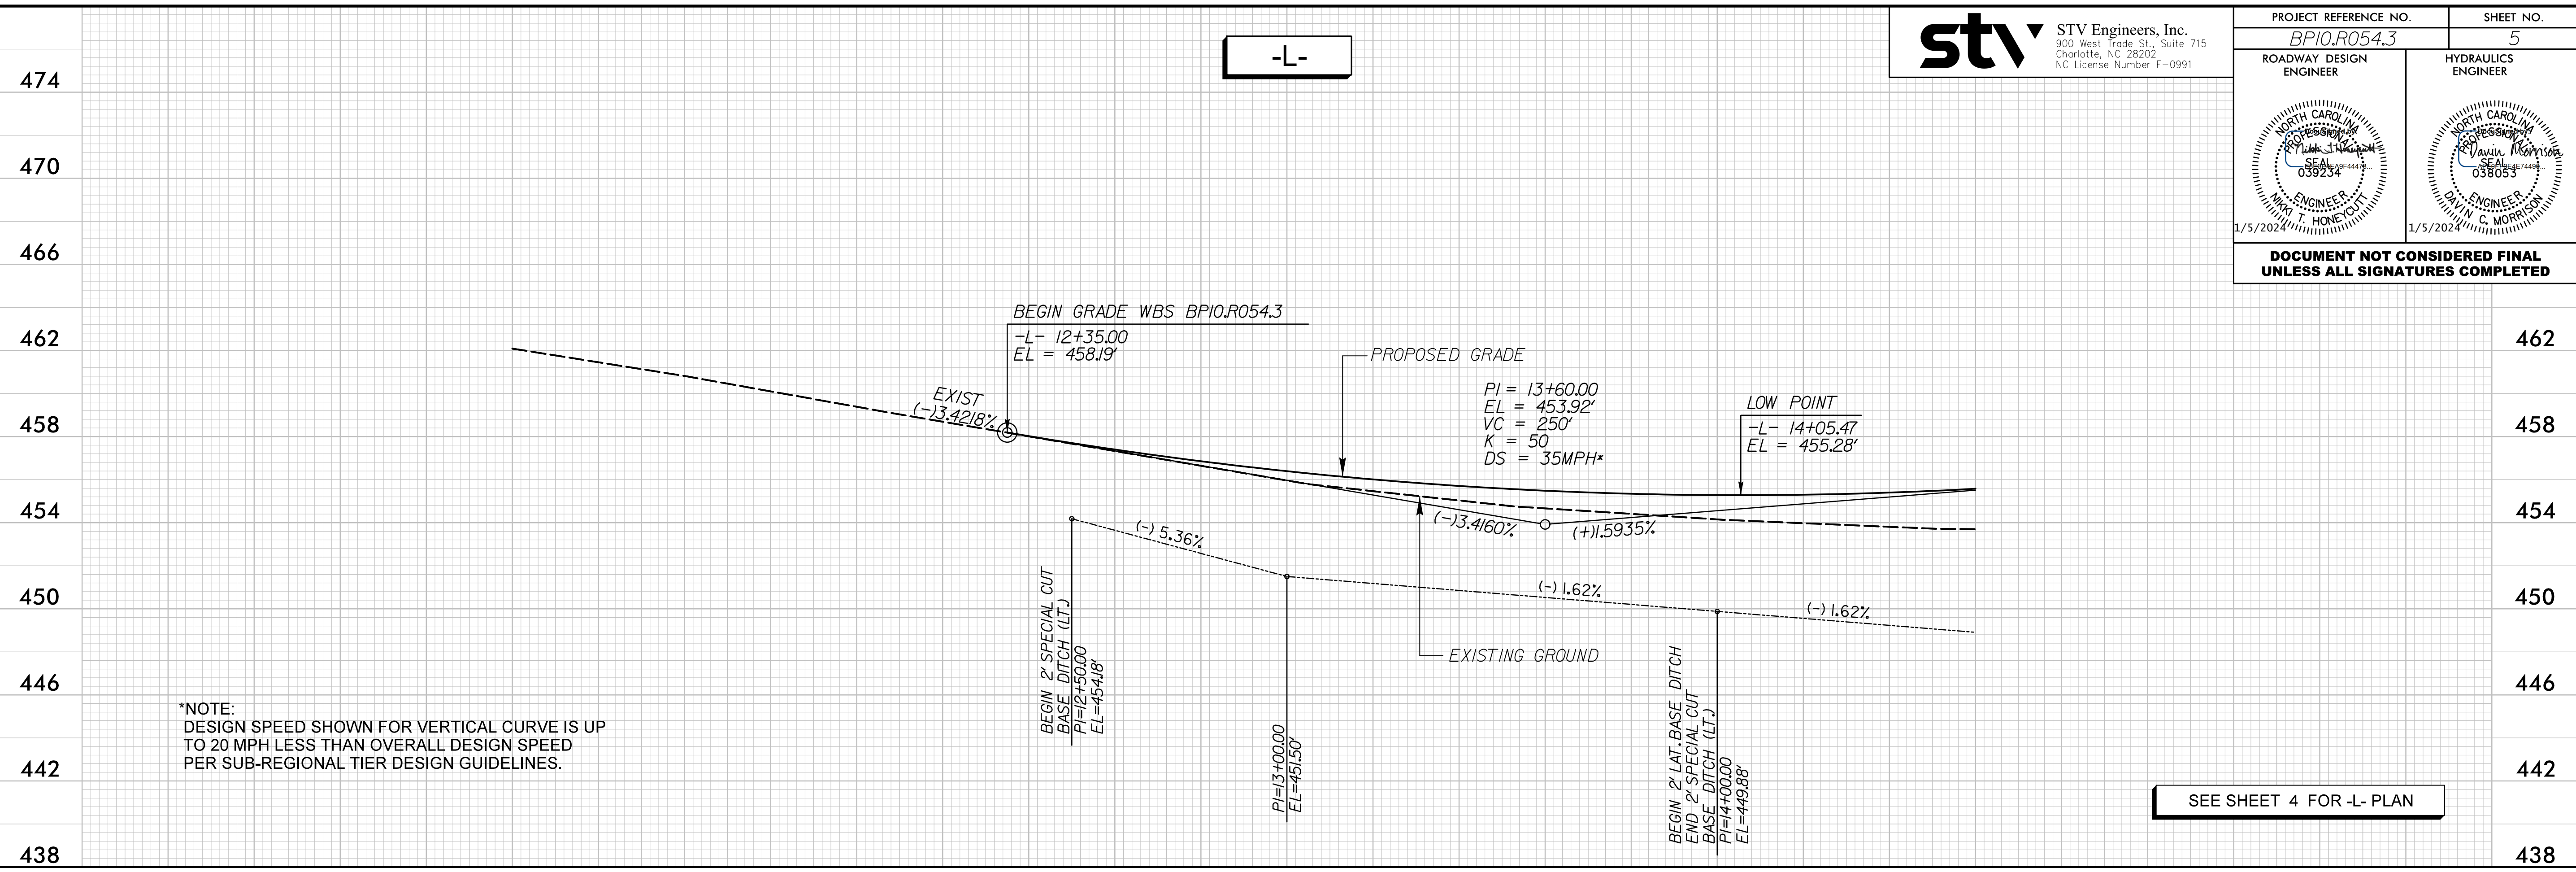 -L-
stv
STV Engineers, Inc.
900 West Trade St., Suite 715
Charlotte, NC 28202
NC License Number F-0991
PROJECT REFERENCE NO.
SHEET NO.
BP10.R054.3
5
ROADWAY DESIGN
ENGINEER
HYDRAULICS
ENGINEER
NORTH CAROLINA
PROFESSIONAL
SEAL
039234
ENGINEER
NIKKI T. HONEYCUTT
1/5/2024
NORTH CAROLINA
PROFESSIONAL
Davin Morrison
SEAL
038053
ENGINEER
DAVIN C. MORRISON
1/5/2024
DOCUMENT NOT CONSIDERED FINAL
UNLESS ALL SIGNATURES COMPLETED
474
470
466
462
458
454
450
446
442
438
BEGIN GRADE WBS BP10.R054.3
-L- 12+35.00
EL = 458.19'
EXIST
(-)3.4218%
PROPOSED GRADE
PI = 13+60.00
EL = 453.92'
VC = 250'
K = 50
DS = 35MPH*
LOW POINT
-L- 14+05.47
EL = 455.28'
(-)3.4160%
(+)1.5935%
(-) 5.36%
(-) 1.62%
(-) 1.62%
EXISTING GROUND
BEGIN 2' SPECIAL CUT
BASE DITCH (LT.)
PI=12+50.00
EL=454.18'
PI=13+00.00
EL=451.50'
BEGIN 2' LAT. BASE DITCH
END 2' SPECIAL CUT
BASE DITCH (LT.)
PI=14+00.00
EL=449.88'
*NOTE:
DESIGN SPEED SHOWN FOR VERTICAL CURVE IS UP
TO 20 MPH LESS THAN OVERALL DESIGN SPEED
PER SUB-REGIONAL TIER DESIGN GUIDELINES.
462
458
454
450
446
442
438
SEE SHEET 4 FOR -L- PLAN